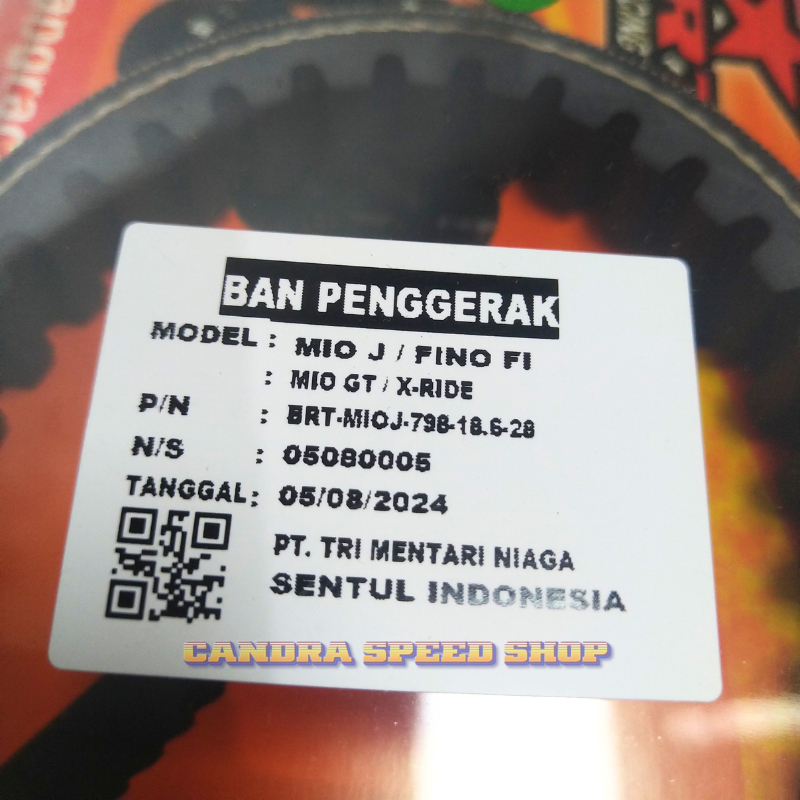 RACING
BAN PENGGERAK
MODEL : MIO J / FINO FI
: MIO GT / X-RIDE
P/N : BRT-MIOJ-798-18.6-28
N/S : 05080005
TANGGAL : 05/08/2024
PT. TRI MENTARI NIAGA
SENTUL INDONESIA
CANDRA SPEED SHOP